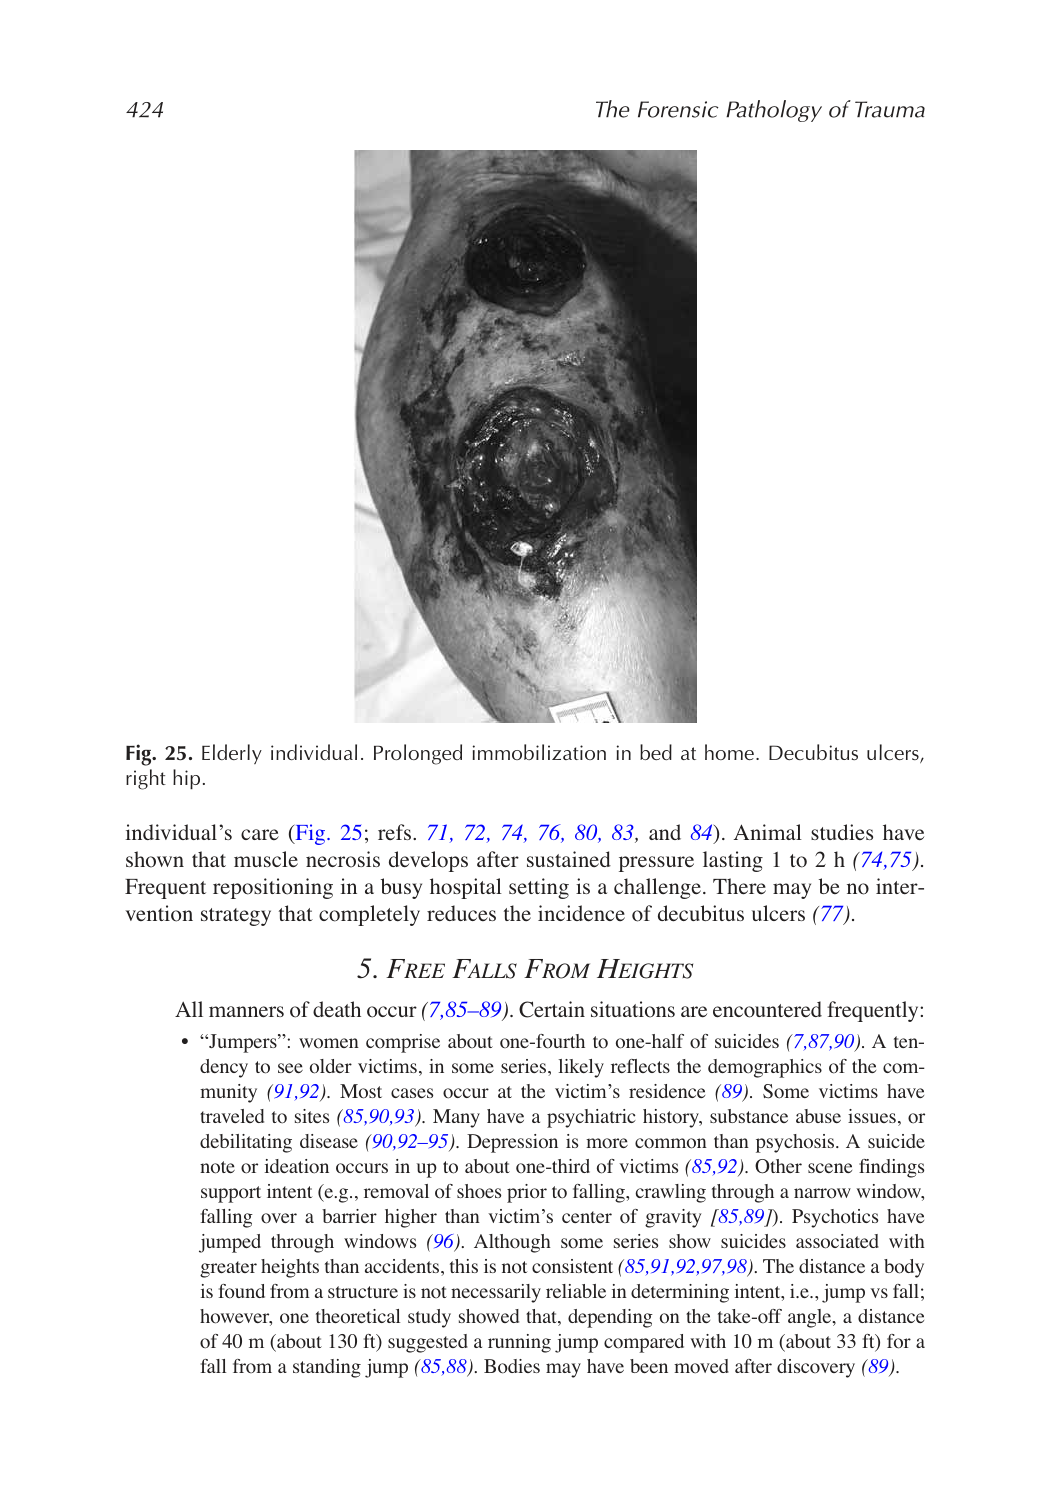 424
The Forensic Pathology of Trauma
Fig. 25. Elderly individual. Prolonged immobilization in bed at home. Decubitus ulcers,
right hip.
individual’s care (Fig. 25; refs. 71, 72, 74, 76, 80, 83, and 84). Animal studies have
shown that muscle necrosis develops after sustained pressure lasting 1 to 2 h (74,75).
Frequent repositioning in a busy hospital setting is a challenge. There may be no inter-
vention strategy that completely reduces the incidence of decubitus ulcers (77).
5. FREE FALLS FROM HEIGHTS
All manners of death occur (7,85–89). Certain situations are encountered frequently:
• “Jumpers”: women comprise about one-fourth to one-half of suicides (7,87,90). A ten-
dency to see older victims, in some series, likely reflects the demographics of the com-
munity (91,92). Most cases occur at the victim’s residence (89). Some victims have
traveled to sites (85,90,93). Many have a psychiatric history, substance abuse issues, or
debilitating disease (90,92–95). Depression is more common than psychosis. A suicide
note or ideation occurs in up to about one-third of victims (85,92). Other scene findings
support intent (e.g., removal of shoes prior to falling, crawling through a narrow window,
falling over a barrier higher than victim’s center of gravity [85,89]). Psychotics have
jumped through windows (96). Although some series show suicides associated with
greater heights than accidents, this is not consistent (85,91,92,97,98). The distance a body
is found from a structure is not necessarily reliable in determining intent, i.e., jump vs fall;
however, one theoretical study showed that, depending on the take-off angle, a distance
of 40 m (about 130 ft) suggested a running jump compared with 10 m (about 33 ft) for a
fall from a standing jump (85,88). Bodies may have been moved after discovery (89).